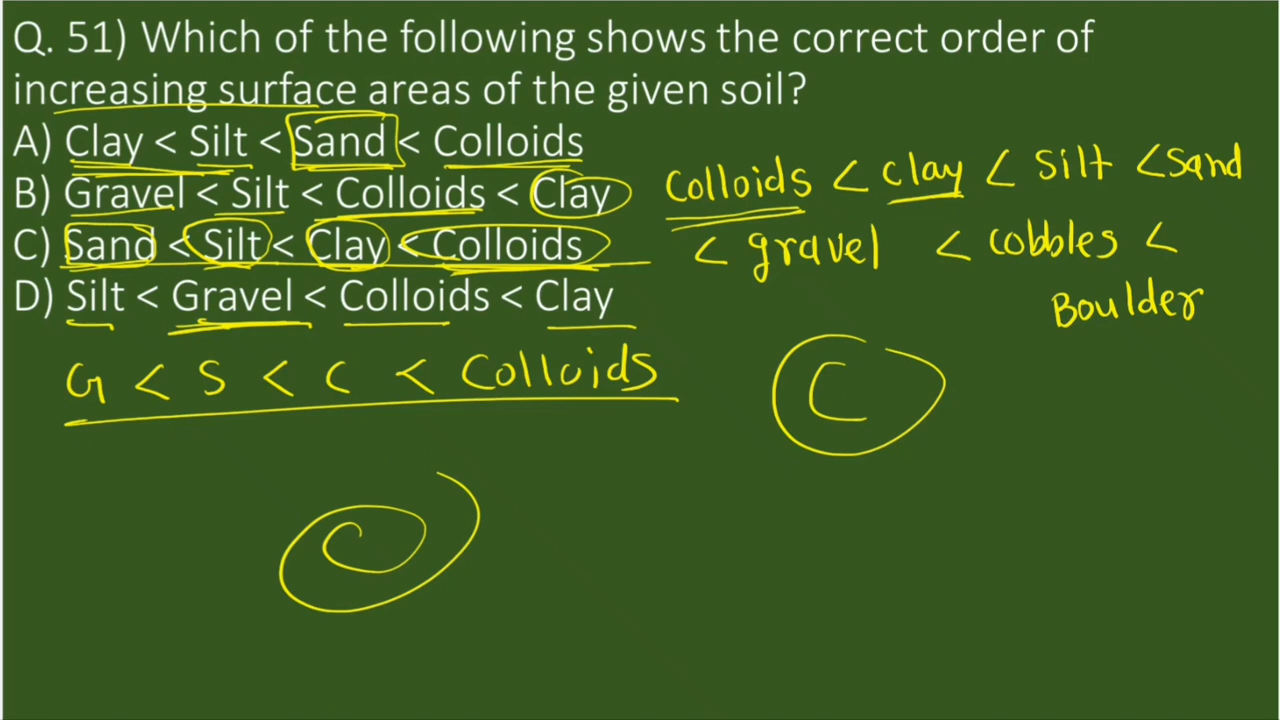 Q. 51) Which of the following shows the correct order of
increasing surface areas of the given soil?
A) Clay < Silt < Sand < Colloids
B) Gravel < Silt < Colloids < Clay
C) Sand < Silt < Clay < Colloids
D) Silt < Gravel < Colloids < Clay
G < S < C < Colloids
Colloids < clay < silt < sand
< gravel < cobbles <
Boulder
C